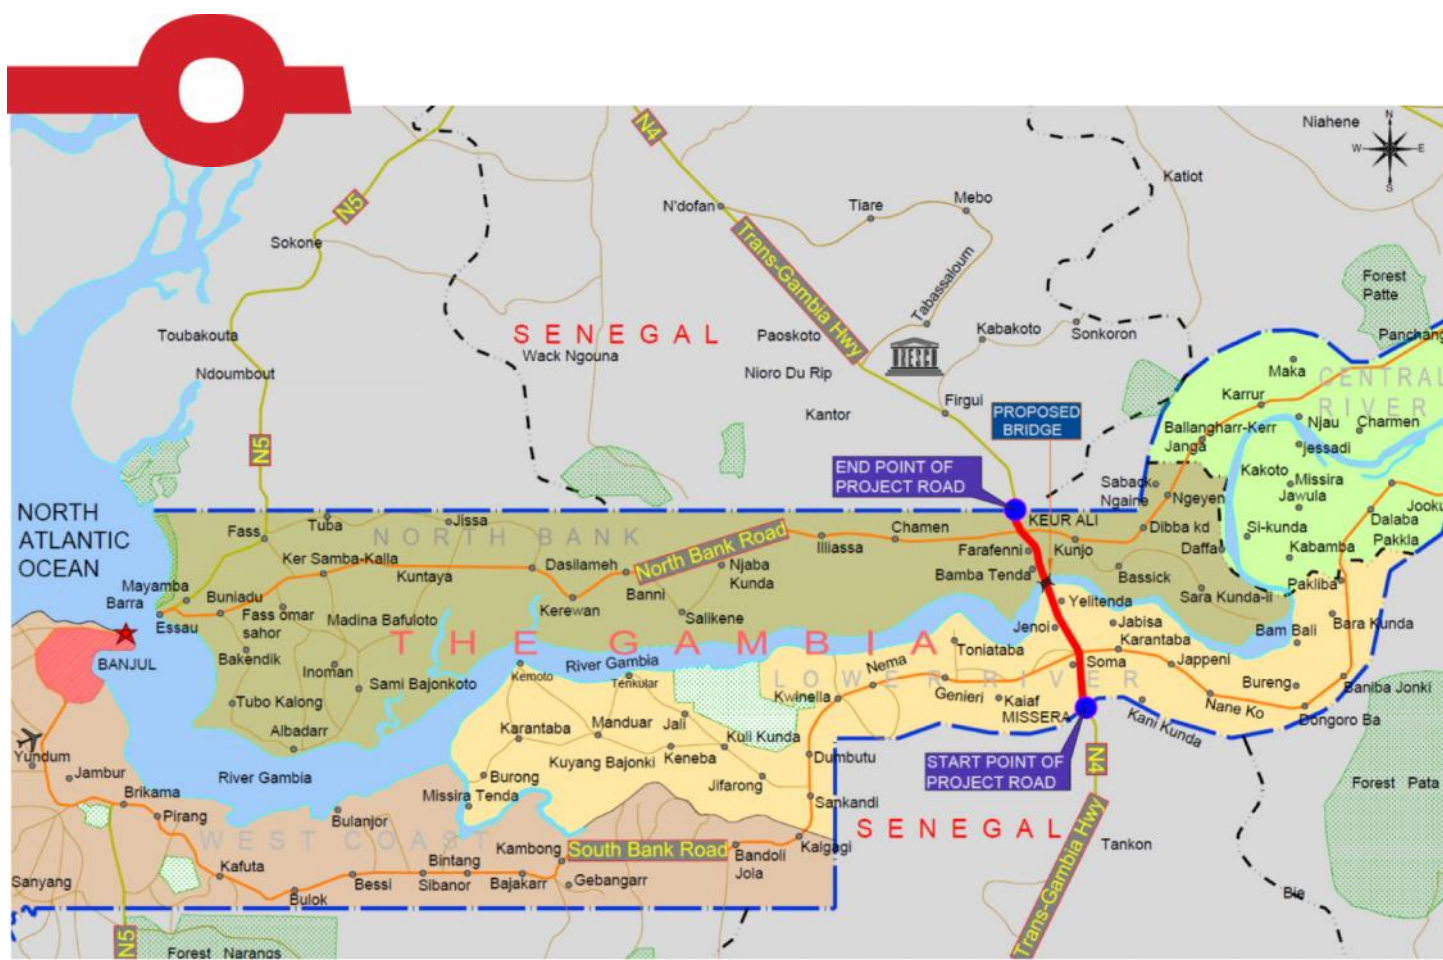 Niahene
N
W
E
S
N4
Katiot
N5
N'dofan
Tiare
Mebo
Sokone
Trans-Gambia Hwy
Tabassaloum
Forest
Patte
Toubakouta
SENEGAL
Paoskoto
Kabakoto
Sonkoron
Panchang
Wack Ngouna
Ndoumbout
Nioro Du Rip
Maka
CENTRAL
RIVER
Karrur
Firgui
Kantor
PROPOSED
BRIDGE
Njau
Charmen
Ballangharr-Kerr
Janga
jessadi
N5
END POINT OF
PROJECT ROAD
Kakoto
Missira
Jawula
Saback
Ngaine
Ngeyen
NORTH
ATLANTIC
OCEAN
Fass
Tuba
Jissa
NORTH BANK
North Bank Road
Chamen
KEUR ALI
Dibba kd
Si-kunda
Dalaba
Pakkla
Illiassa
Farafenni
Kunjo
Daffa
Kabamba
Ker Samba-Kalla
Kuntaya
Dasilameh
Njaba
Kunda
Bamba Tenda
Bassick
Pakliba
Mayamba
Barra
Buniadu
Banni
Kerewan
Yelitenda
Sara Kunda-ii
Essau
Fass omar
sahor
Madina Bafuloto
Salikene
Jenoi
Jabisa
Karantaba
Bam Bali
Bara Kunda
THE GAMBIA
BANJUL
Bakendik
Inoman
River Gambia
Toniataba
Nema
Soma
Jappeni
Kemoto
Tenkular
LOWER RIVER
Sami Bajonkoto
Tubo Kalong
Kwinella
Genieri
Kaiaf
MISSERA
Bureng
Baniba Jonki
Nane Ko
Dongoro Ba
Kani Kunda
Albadarr
Karantaba
Manduar
Jali
Kuli Kunda
Yundum
Keneba
Dumbutu
Kuyang Bajonki
START POINT OF
PROJECT ROAD
N4
Jambur
River Gambia
Burong
Jifarong
Forest Pata
Brikama
Missira Tenda
Sankandi
Pirang
Bulanjor
WEST COAST
SENEGAL
Trans-Gambia Hwy
Tankon
Kambong
South Bank Road
Bandoli
Jola
Kalgagi
Kafuta
Bintang
Sanyang
Bessi
Sibanor
Bajakarr
Gebangarr
Bulok
Bie
N5
Forest Narangs